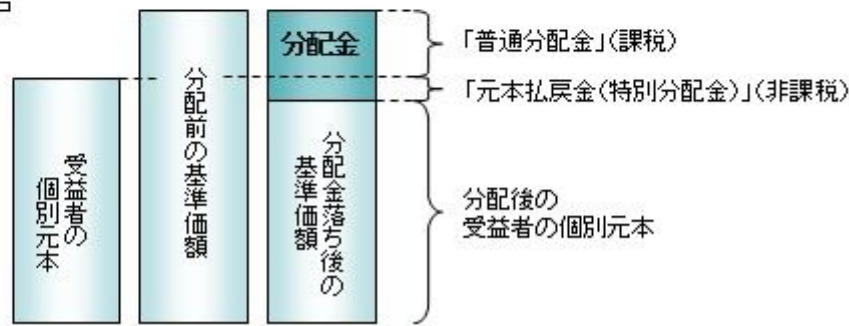 分配金
「普通分配金」(課税)
「元本払戻金(特別分配金)」(非課税)
受益者の
個別元本
分配前の基準価額
分配金落ち後の
基準価額
分配後の
受益者の個別元本